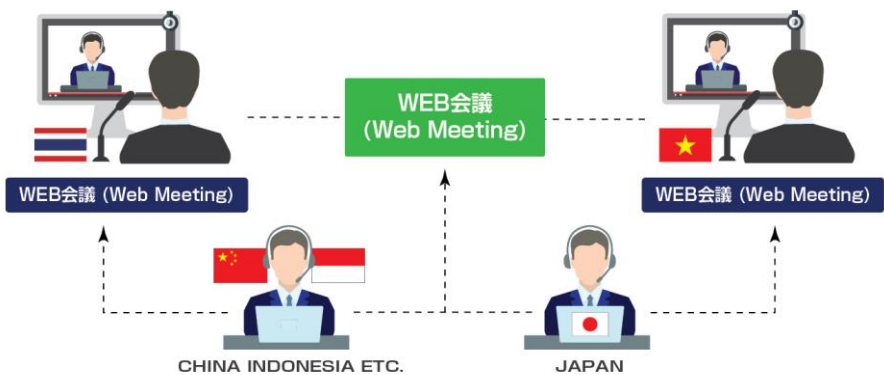 WEB会議
(Web Meeting)
WEB会議 (Web Meeting)
WEB会議 (Web Meeting)
CHINA INDONESIA ETC.
JAPAN